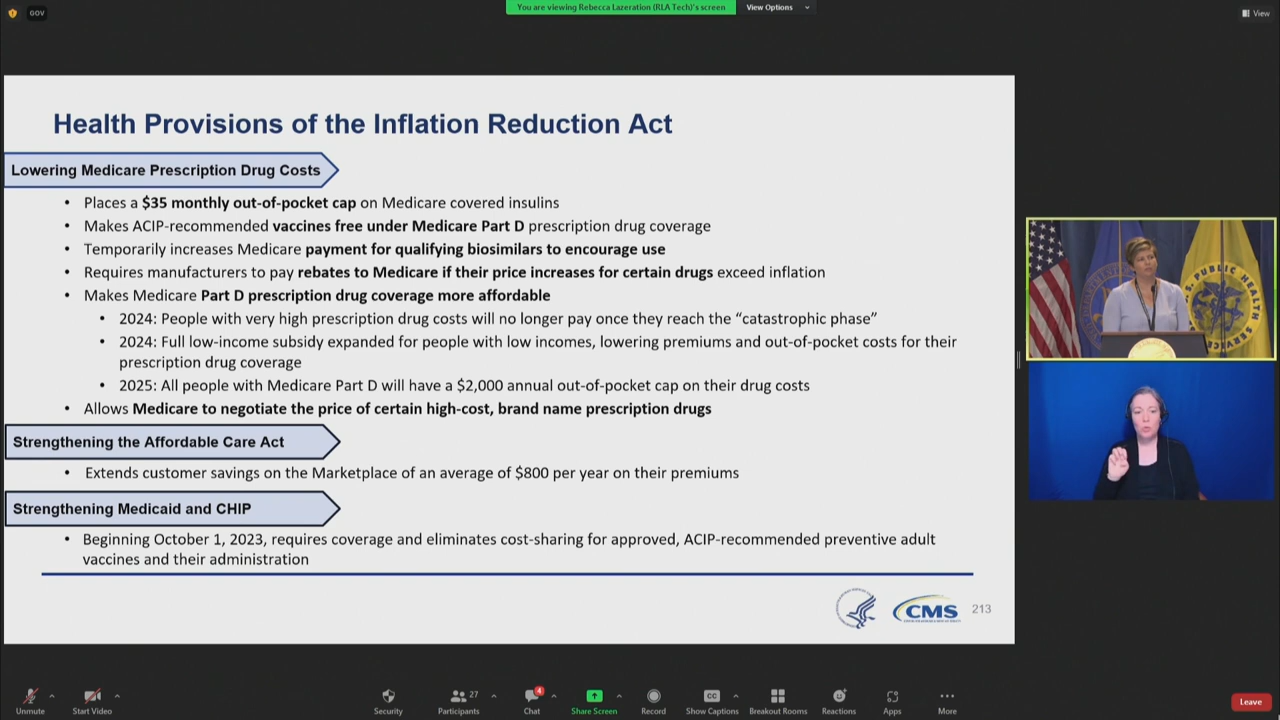 GOV
You are viewing Rebecca Lazeration (RLA Tech)'s screen
View Options
View
Health Provisions of the Inflation Reduction Act
Lowering Medicare Prescription Drug Costs
• Places a $35 monthly out-of-pocket cap on Medicare covered insulins
• Makes ACIP-recommended vaccines free under Medicare Part D prescription drug coverage
• Temporarily increases Medicare payment for qualifying biosimilars to encourage use
• Requires manufacturers to pay rebates to Medicare if their price increases for certain drugs exceed inflation
• Makes Medicare Part D prescription drug coverage more affordable
• 2024: People with very high prescription drug costs will no longer pay once they reach the “catastrophic phase”
• 2024: Full low-income subsidy expanded for people with low incomes, lowering premiums and out-of-pocket costs for their
prescription drug coverage
• 2025: All people with Medicare Part D will have a $2,000 annual out-of-pocket cap on their drug costs
• Allows Medicare to negotiate the price of certain high-cost, brand name prescription drugs
Strengthening the Affordable Care Act
• Extends customer savings on the Marketplace of an average of $800 per year on their premiums
Strengthening Medicaid and CHIP
• Beginning October 1, 2023, requires coverage and eliminates cost-sharing for approved, ACIP-recommended preventive adult
vaccines and their administration
CMS
213
PUBLIC HEALTH SERVICE
Unmute
Start Video
Security
Participants
27
Chat
4
Share Screen
Record
CC
Show Captions
Breakout Rooms
Reactions
Apps
More
Leave